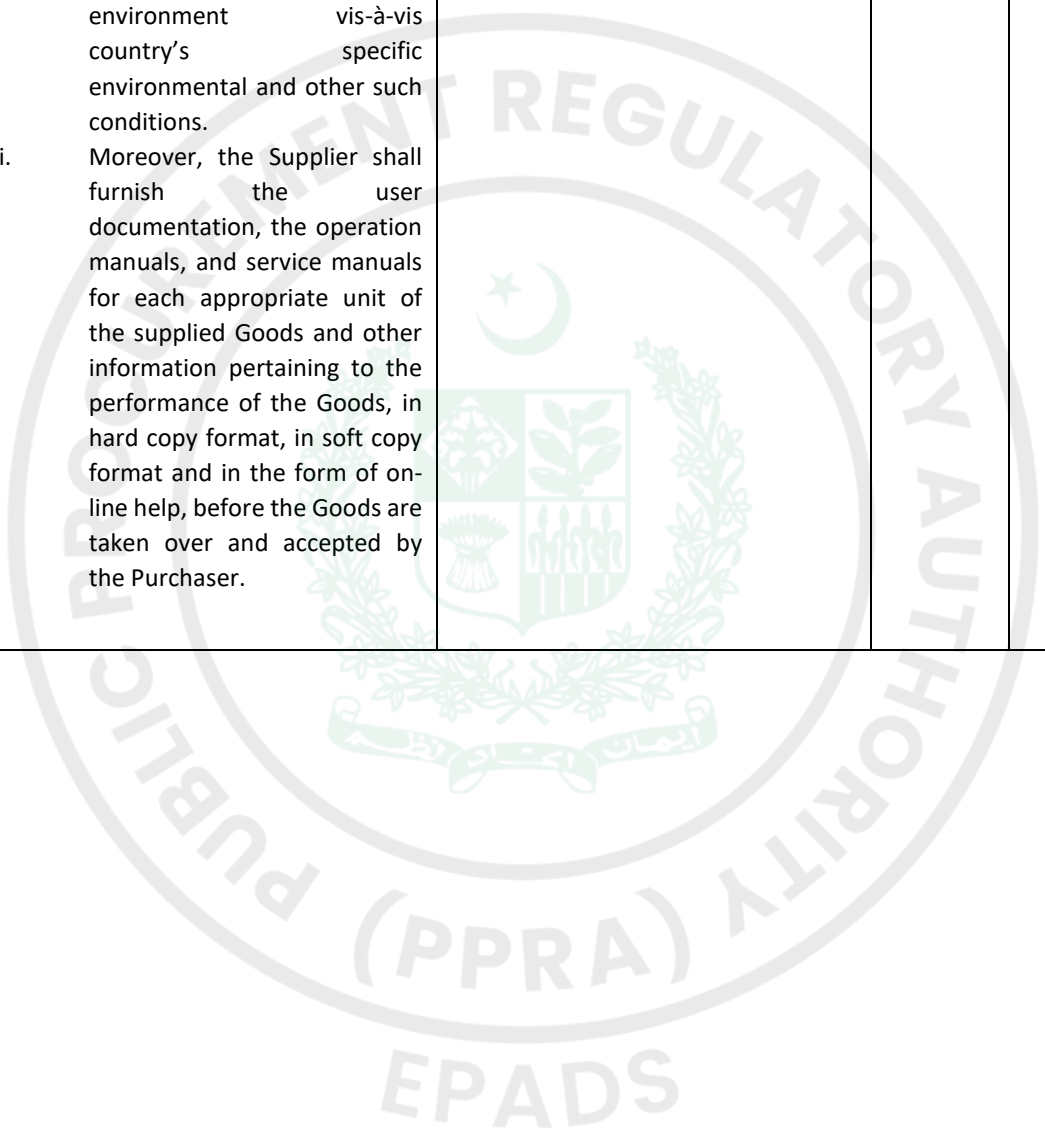 environment vis-à-vis
country's specific
environmental and other such
conditions.
i. Moreover, the Supplier shall
furnish the user
documentation, the operation
manuals, and service manuals
for each appropriate unit of
the supplied Goods and other
information pertaining to the
performance of the Goods, in
hard copy format, in soft copy
format and in the form of on-
line help, before the Goods are
taken over and accepted by
the Purchaser.
PUBLIC PROCUREMENT REGULATORY AUTHORITY
(PPRA)
EPADS